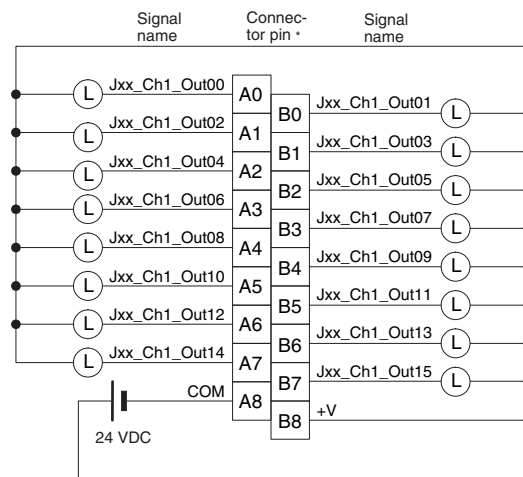 Signal name
Connec-tor pin *
Signal name
Jxx_Ch1_Out00
A0
B0
Jxx_Ch1_Out01
L
L
Jxx_Ch1_Out02
A1
B1
Jxx_Ch1_Out03
L
L
Jxx_Ch1_Out04
A2
B2
Jxx_Ch1_Out05
L
L
Jxx_Ch1_Out06
A3
B3
Jxx_Ch1_Out07
L
L
Jxx_Ch1_Out08
A4
B4
Jxx_Ch1_Out09
L
L
Jxx_Ch1_Out10
A5
B5
Jxx_Ch1_Out11
L
L
Jxx_Ch1_Out12
A6
B6
Jxx_Ch1_Out13
L
L
Jxx_Ch1_Out14
A7
B7
Jxx_Ch1_Out15
L
L
COM
A8
B8
+V
24 VDC